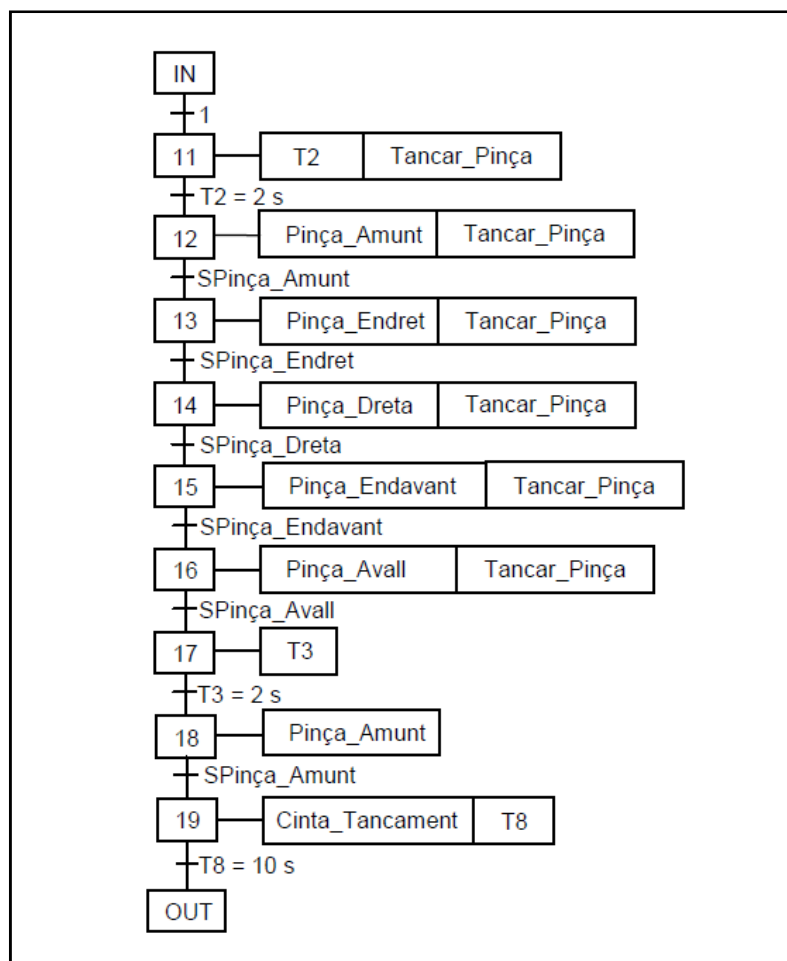 IN
1
11 T2 Tancar_Pinça
T2 = 2 s
12 Pinça_Amunt Tancar_Pinça
SPinça_Amunt
13 Pinça_Endret Tancar_Pinça
SPinça_Endret
14 Pinça_Dreta Tancar_Pinça
SPinça_Dreta
15 Pinça_Endavant Tancar_Pinça
SPinça_Endavant
16 Pinça_Avall Tancar_Pinça
SPinça_Avall
17 T3
T3 = 2 s
18 Pinça_Amunt
SPinça_Amunt
19 Cinta_Tancament T8
T8 = 10 s
OUT